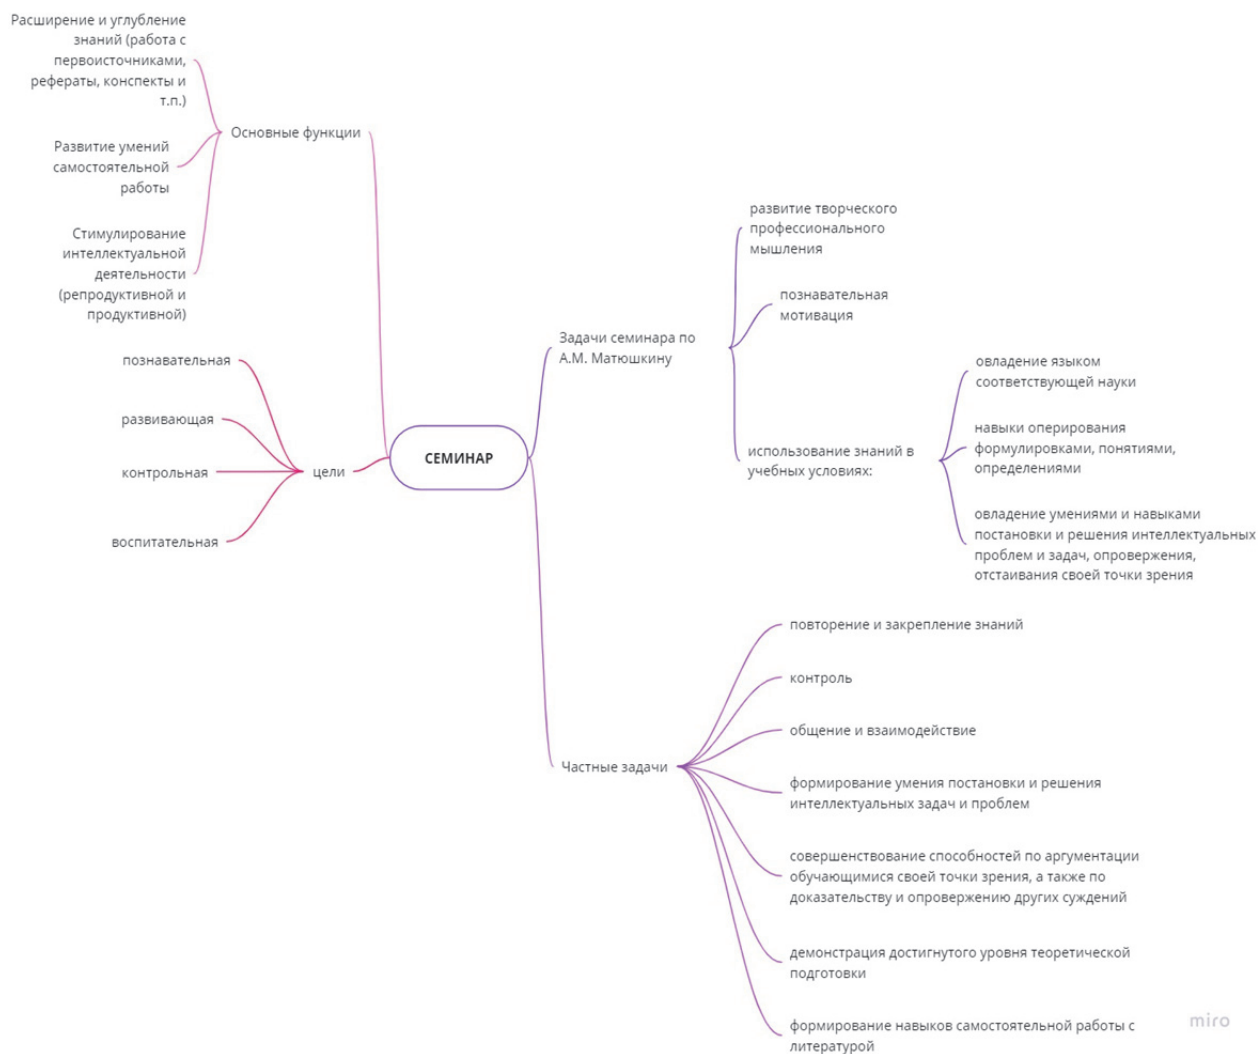 Расширение и углубление
знаний (работа с
первоисточниками,
рефераты, конспекты и
т.п.)
Основные функции
Развитие умений
самостоятельной
работы
Стимулирование
интеллектуальной
деятельности
(репродуктивной и
продуктивной)
познавательная
развивающая
контрольная
воспитательная
цели
СЕМИНАР
Задачи семинара по
А.М. Матюшкину
развитие творческого
профессионального
мышления
познавательная
мотивация
использование знаний в
учебных условиях:
овладение языком
соответствующей науки
навыки оперирования
формулировками, понятиями,
определениями
овладение умениями и навыками
постановки и решения интеллектуальных
проблем и задач, опровержения,
отстаивания своей точки зрения
Частные задачи
повторение и закрепление знаний
контроль
общение и взаимодействие
формирование умения постановки и решения
интеллектуальных задач и проблем
совершенствование способностей по аргументации
обучающимися своей точки зрения, а также по
доказательству и опровержению других суждений
демонстрация достигнутого уровня теоретической
подготовки
формирование навыков самостоятельной работы с
литературой
miro